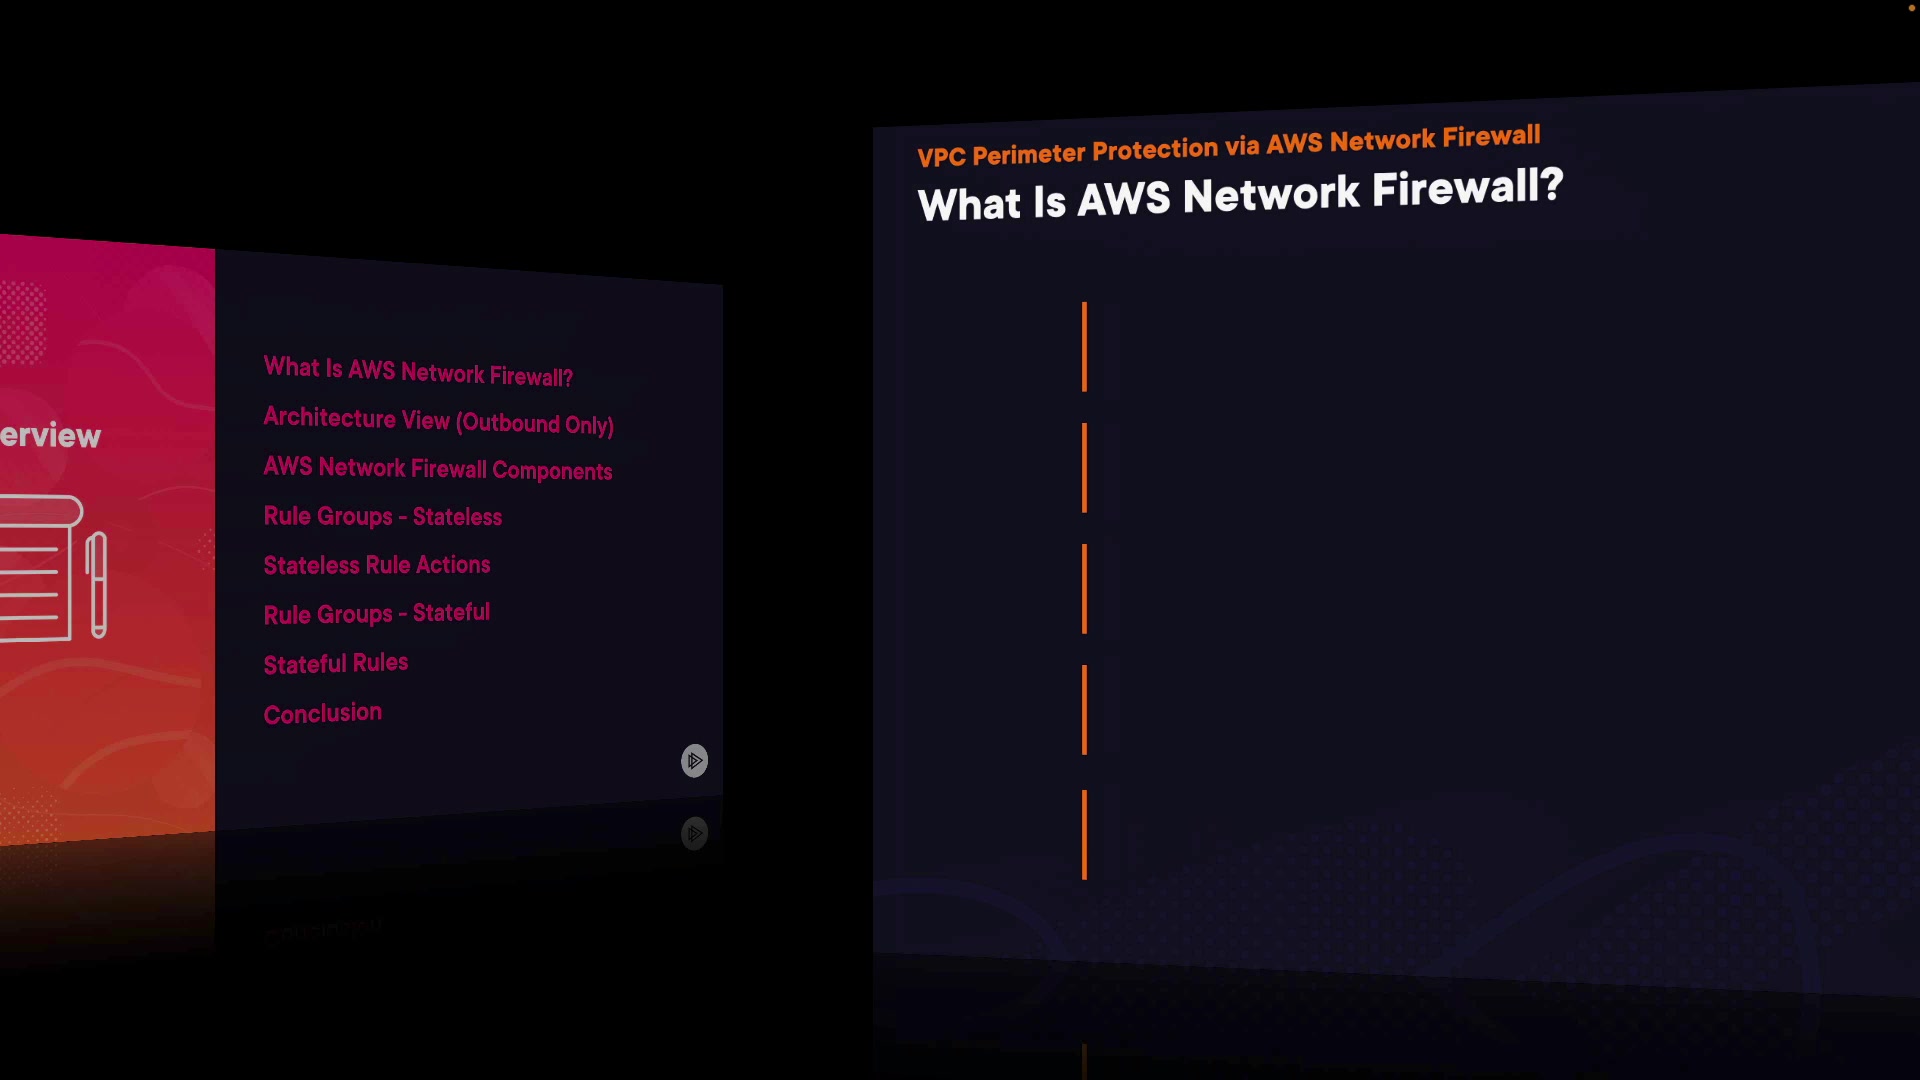 erview
What Is AWS Network Firewall?
Architecture View (Outbound Only)
AWS Network Firewall Components
Rule Groups - Stateless
Stateless Rule Actions
Rule Groups - Stateful
Stateful Rules
Conclusion
VPC Perimeter Protection via AWS Network Firewall
What Is AWS Network Firewall?